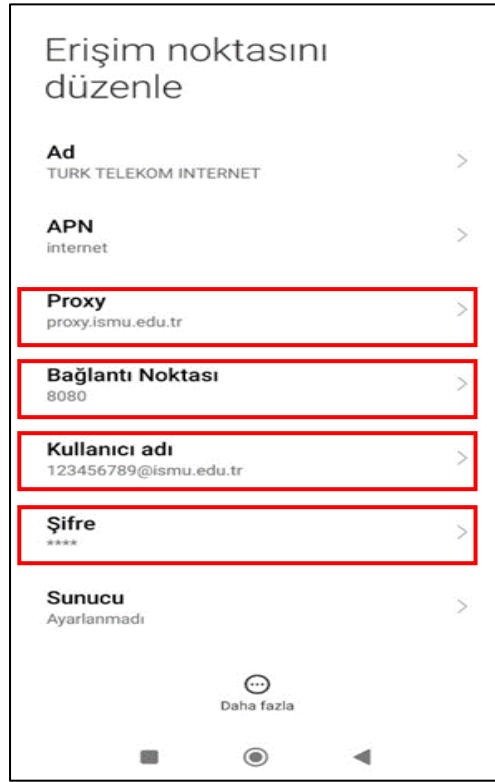 Erişim noktasını
düzenle
Ad
TURK TELEKOM INTERNET
APN
internet
Proxy
proxy.ismu.edu.tr
Bağlantı Noktası
8080
Kullanıcı adı
123456789@ismu.edu.tr
Şifre
****
Sunucu
Ayarlanmadı
Daha fazla